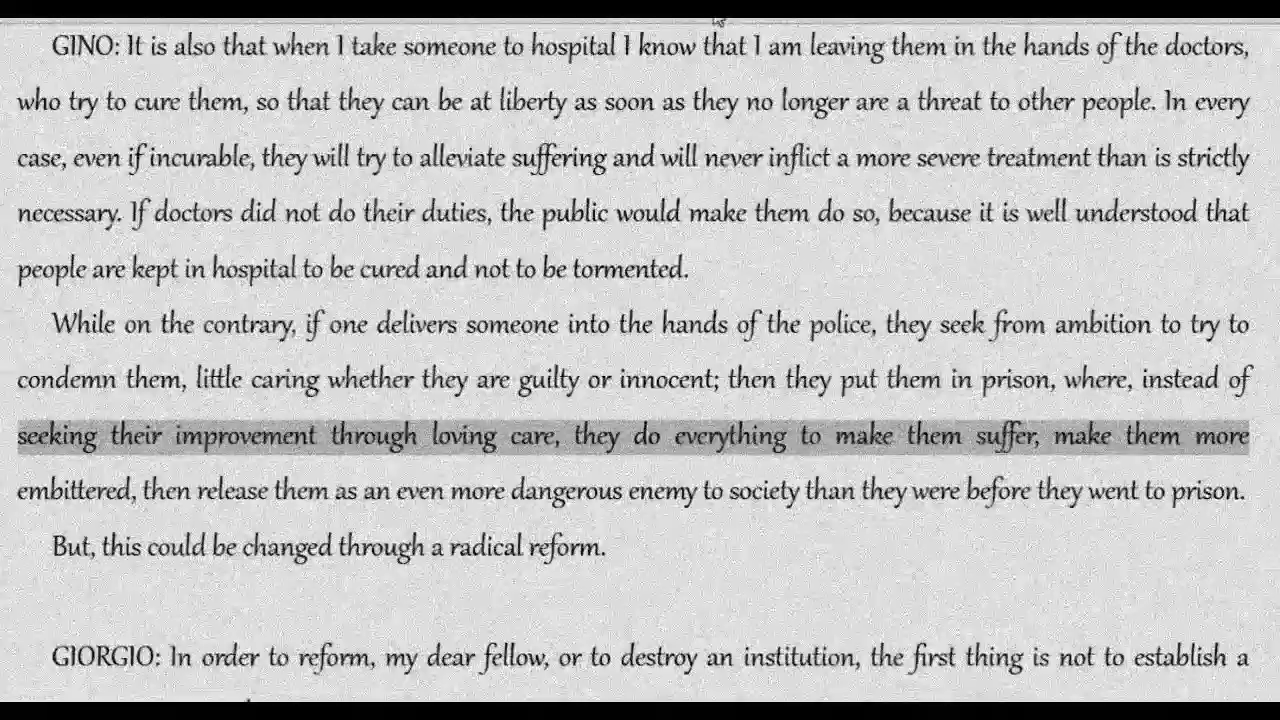 GINO: It is also that when I take someone to hospital I know that I am leaving them in the hands of the doctors,
who try to cure them, so that they can be at liberty as soon as they no longer are a threat to other people. In every
case, even if incurable, they will try to alleviate suffering and will never inflict a more severe treatment than is strictly
necessary. If doctors did not do their duties, the public would make them do so, because it is well understood that
people are kept in hospital to be cured and not to be tormented.
While on the contrary, if one delivers someone into the hands of the police, they seek from ambition to try to
condemn them, little caring whether they are guilty or innocent; then they put them in prison, where, instead of
seeking their improvement through loving care, they do everything to make them suffer, make them more
embittered, then release them as an even more dangerous enemy to society than they were before they went to prison.
But, this could be changed through a radical reform.
GIORGIO: In order to reform, my dear fellow, or to destroy an institution, the first thing is not to establish a